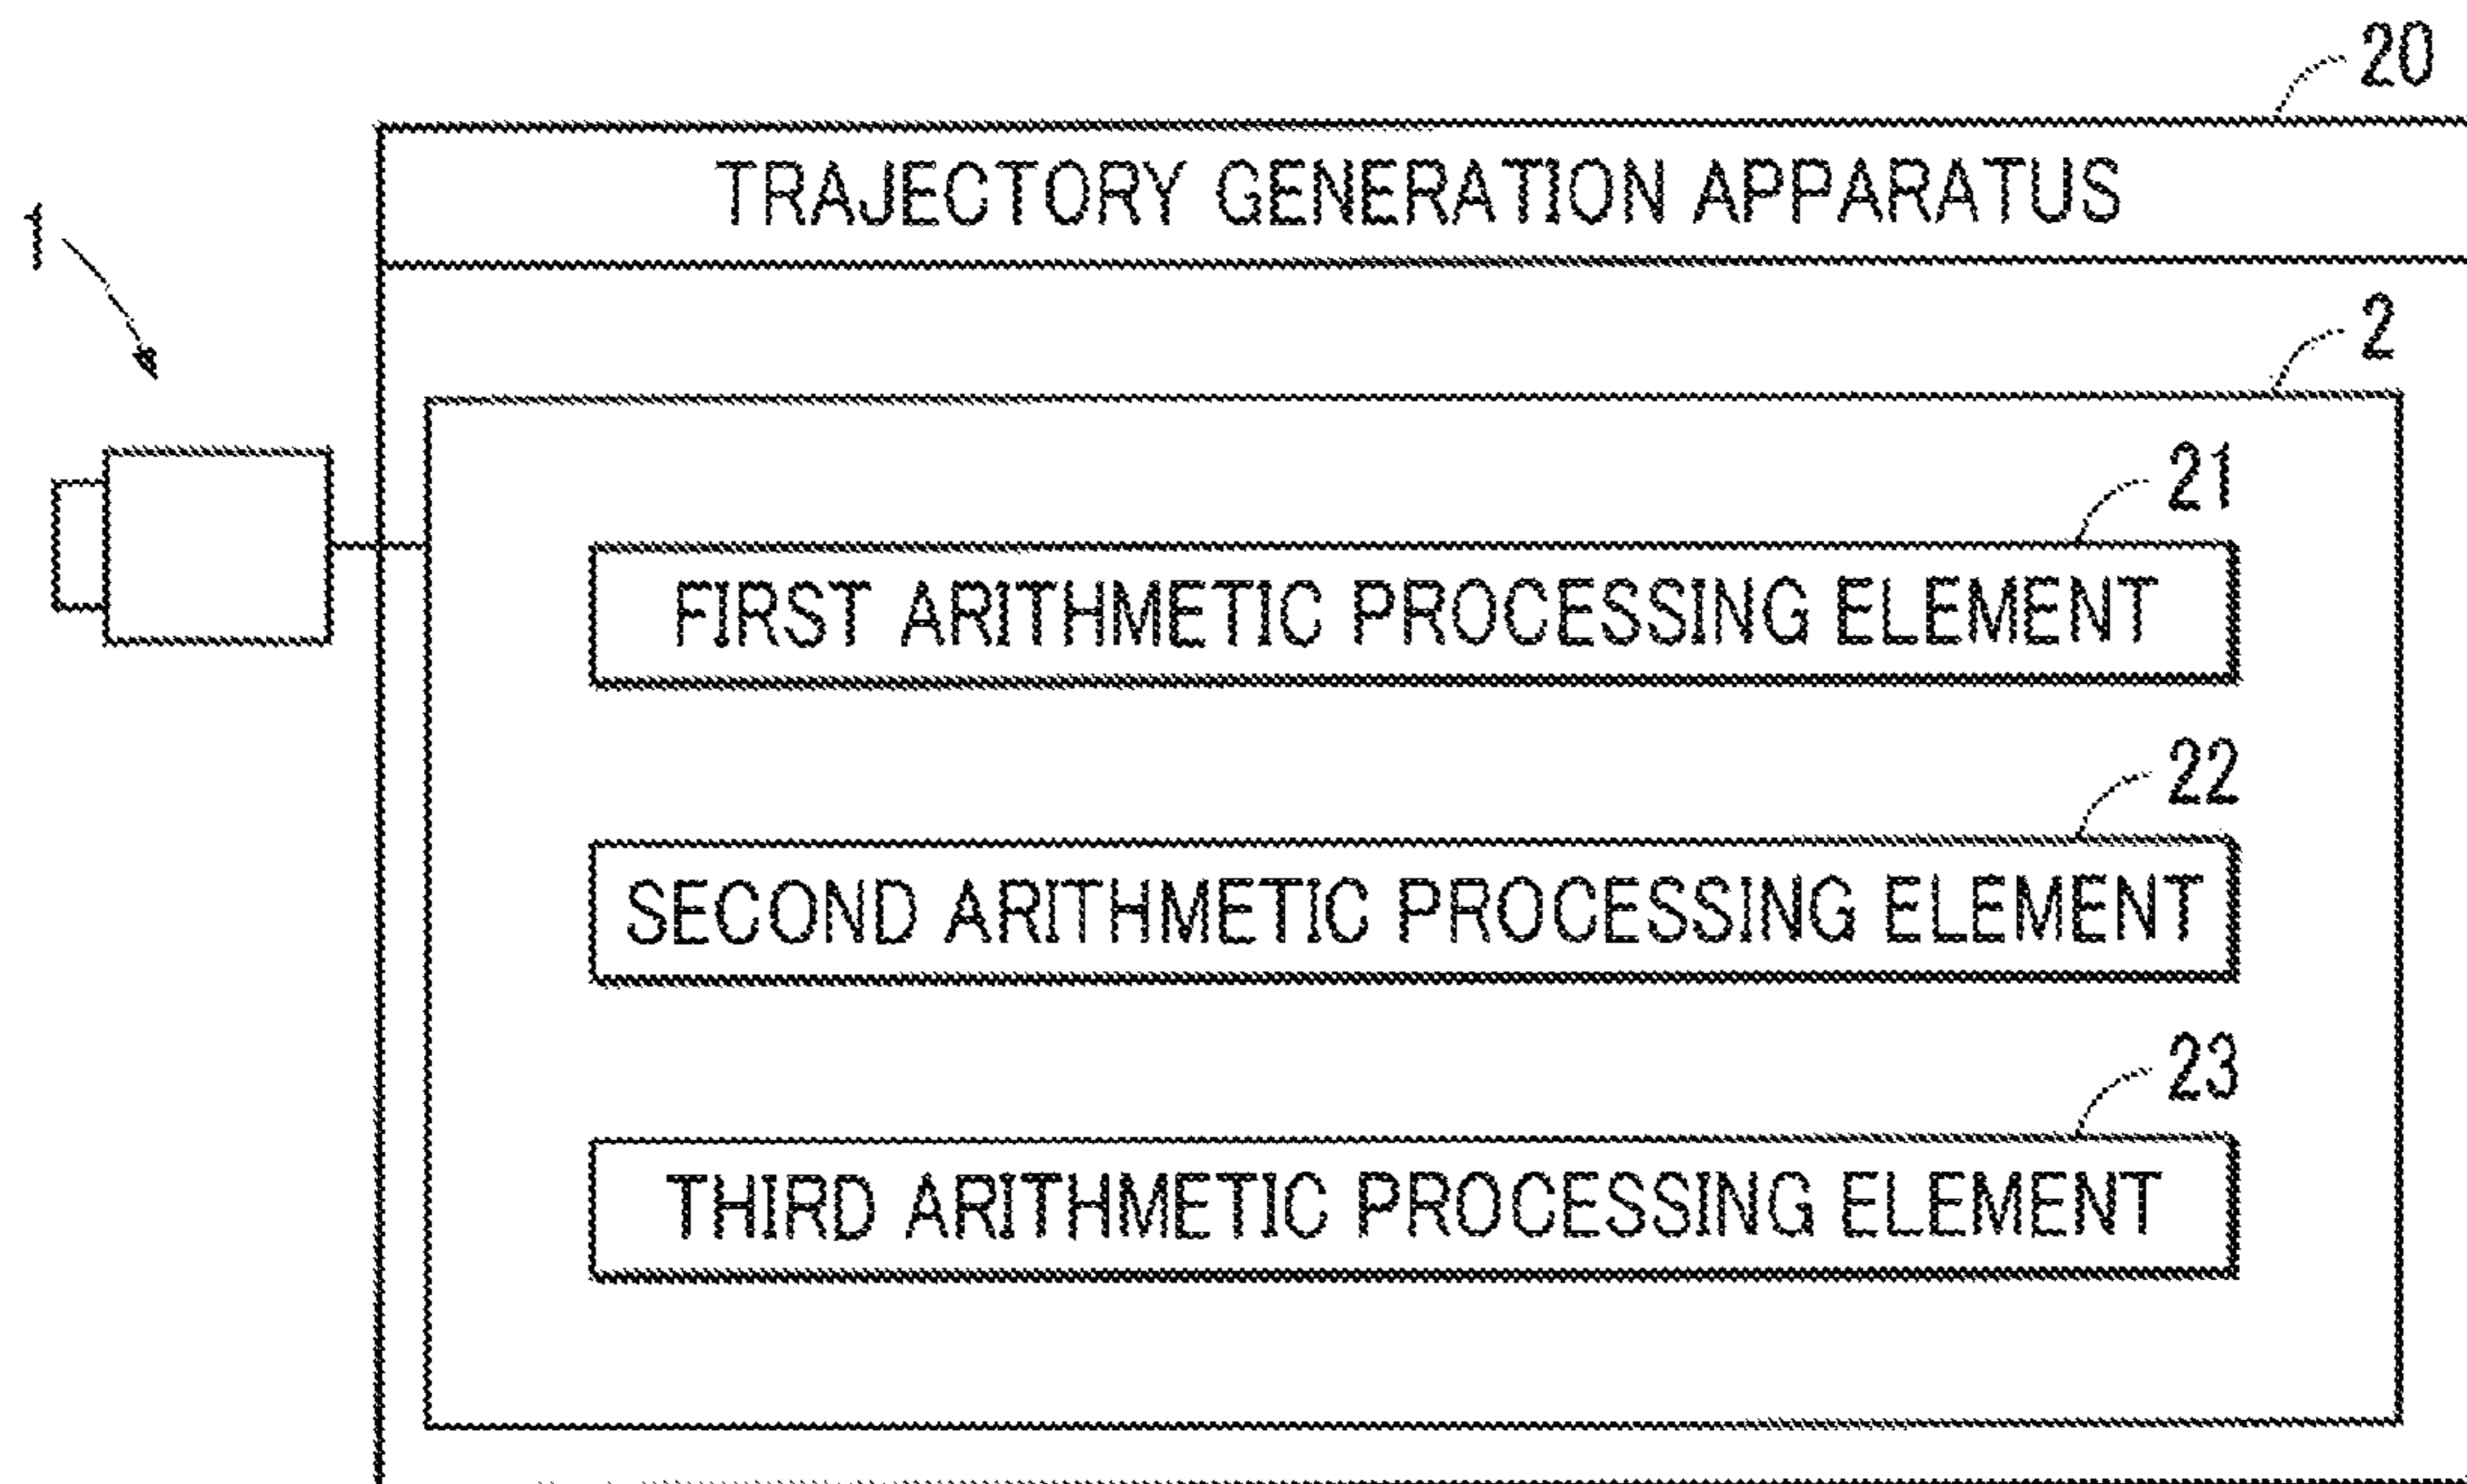 20
TRAJECTORY GENERATION APPARATUS
1
2
21
FIRST ARITHMETIC PROCESSING ELEMENT
22
SECOND ARITHMETIC PROCESSING ELEMENT
23
THIRD ARITHMETIC PROCESSING ELEMENT